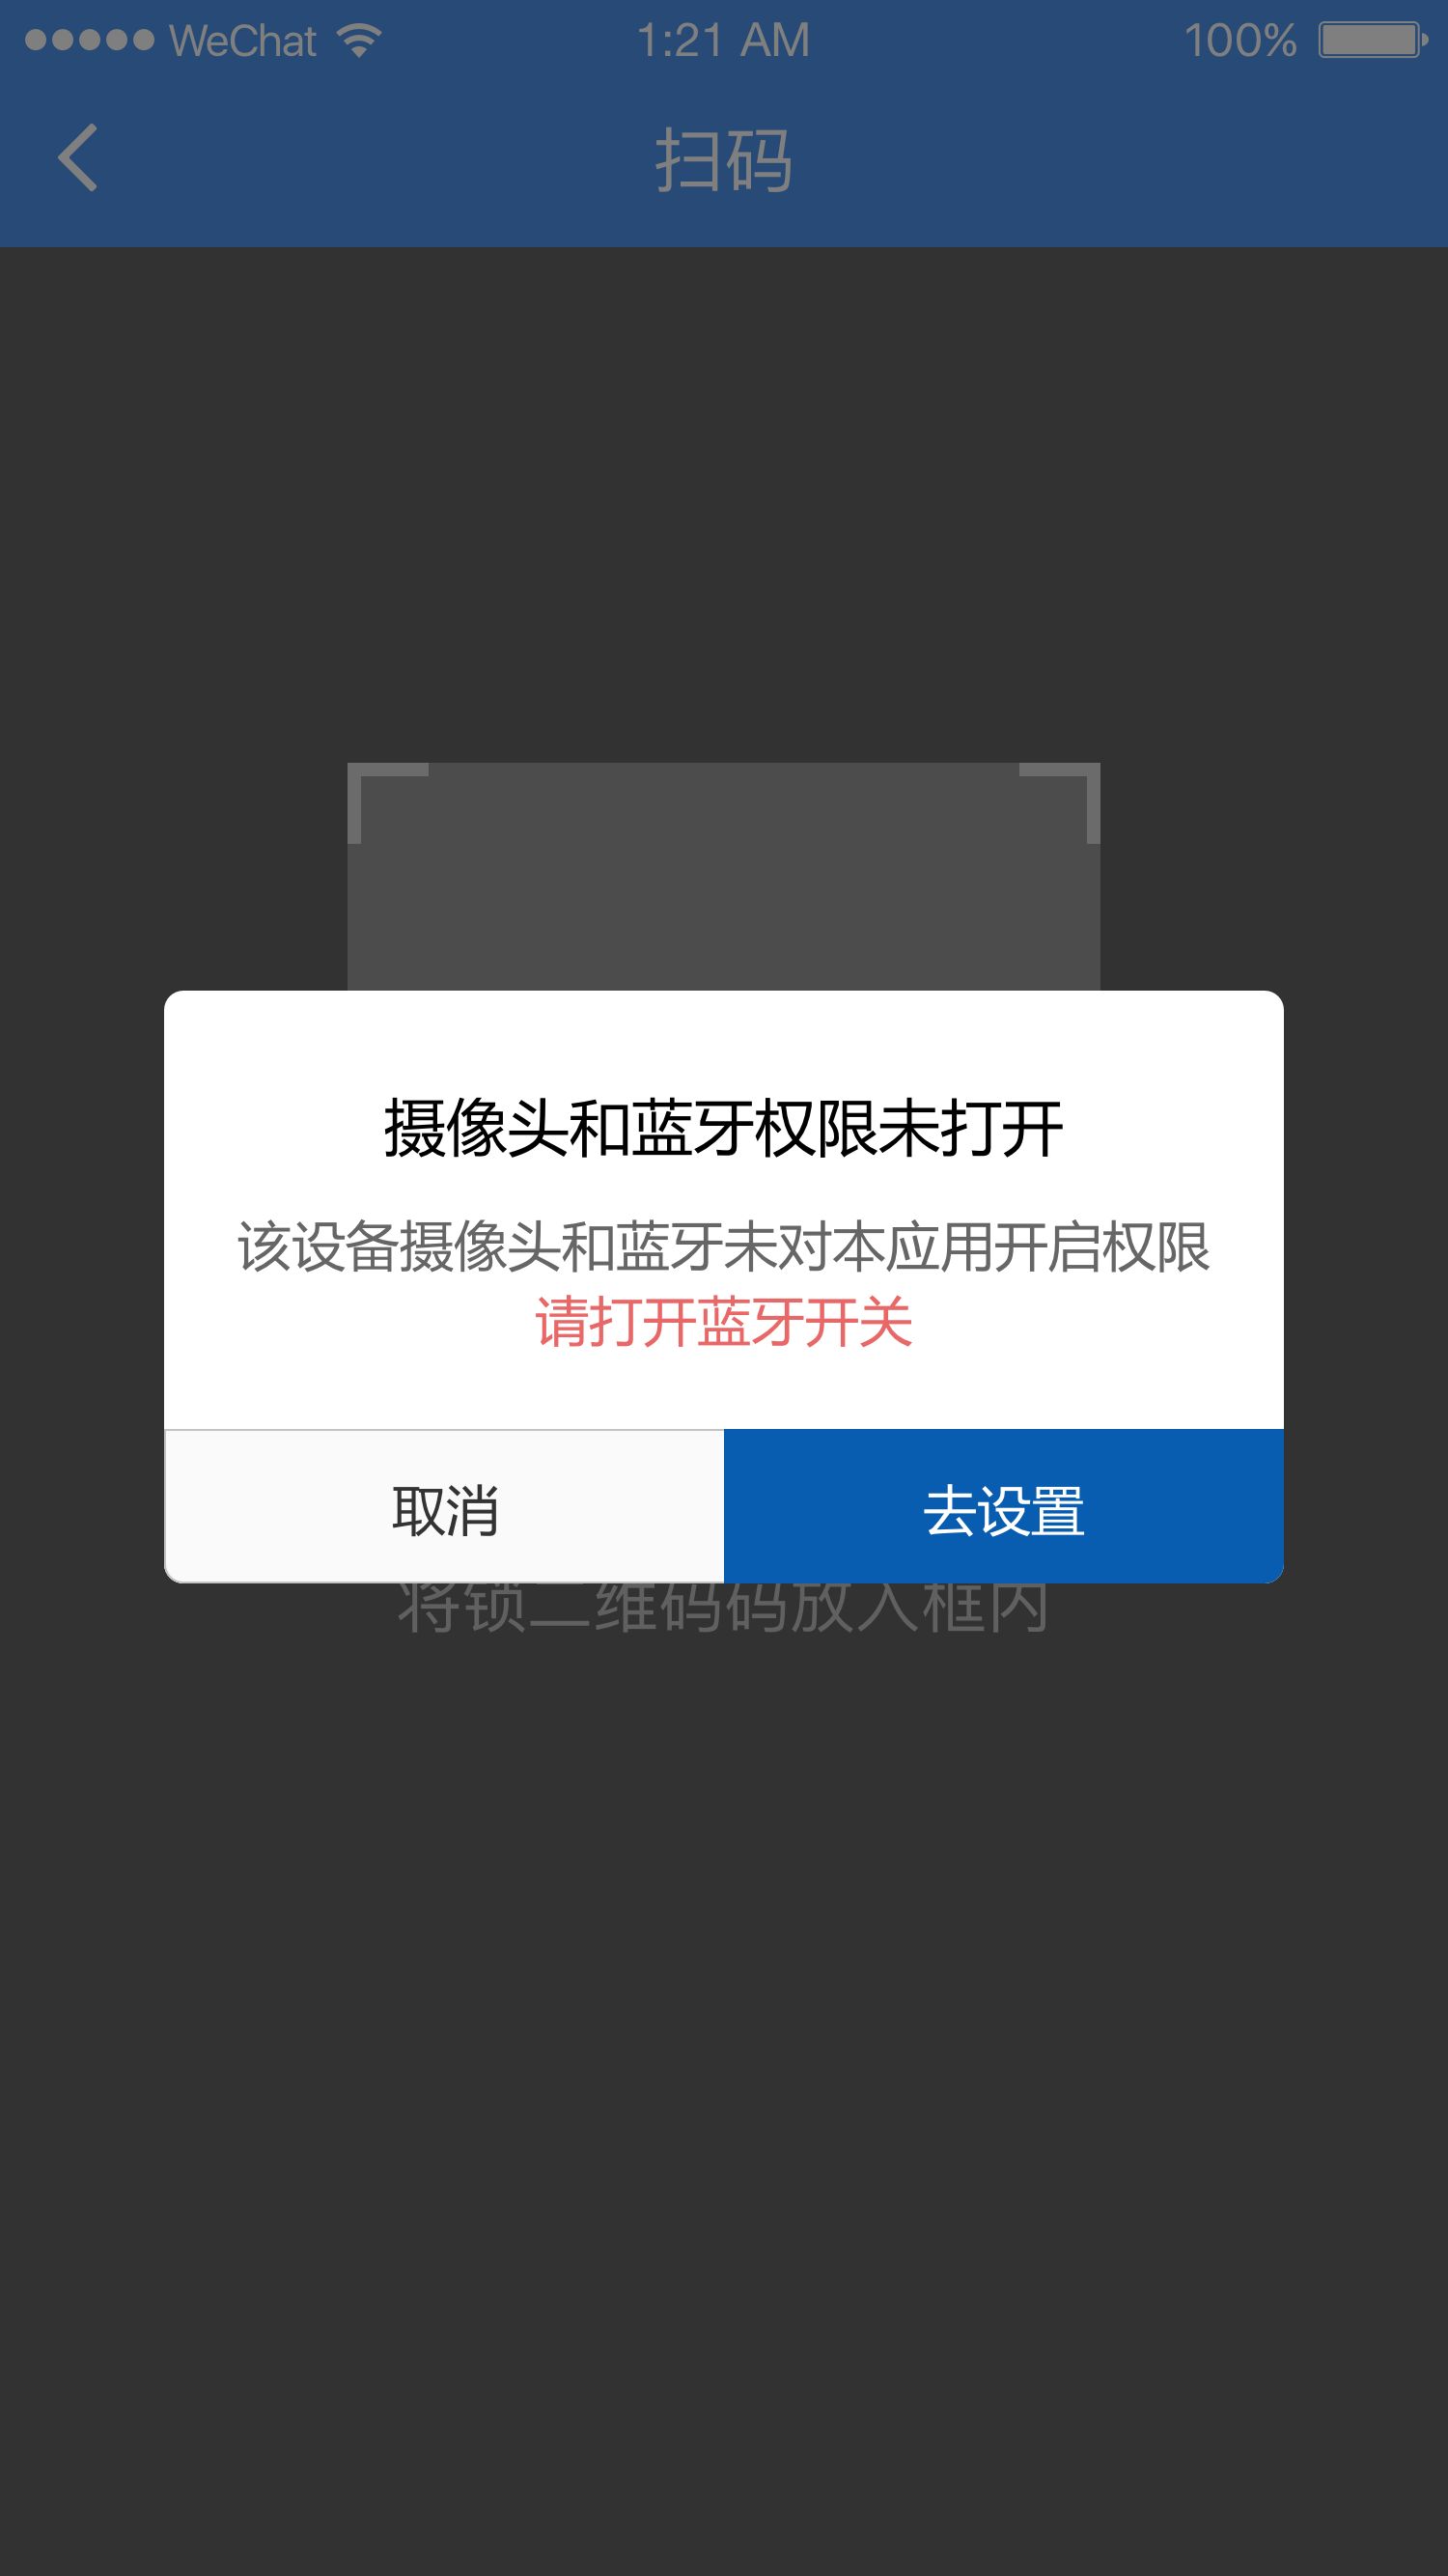 WeChat 1:21 AM 100%
扫码
摄像头和蓝牙权限未打开
该设备摄像头和蓝牙未对本应用开启权限
请打开蓝牙开关
取消 去设置
将锁二维码码放入框内